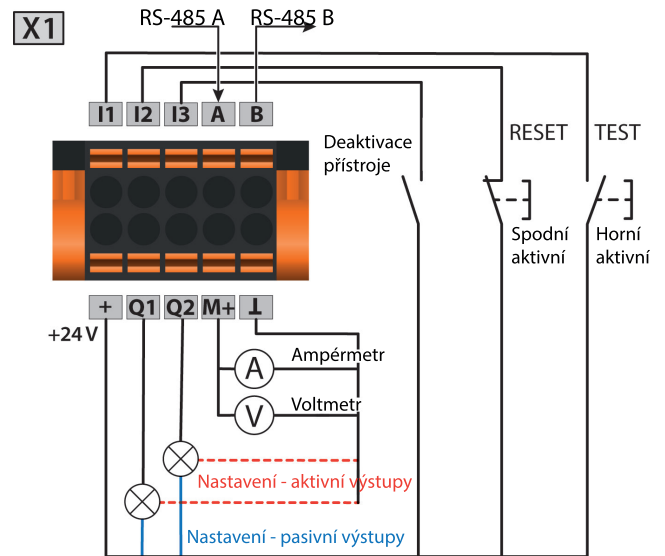 X1
RS-485 A
RS-485 B
I1
I2
I3
A
B
Deaktivace
přístroje
RESET
TEST
Spodní
aktivní
Horní
aktivní
+
Q1
Q2
M+
⊥
+24 V
Ampérmetr
A
Voltmetr
V
Nastavení - aktivní výstupy
Nastavení - pasivní výstupy